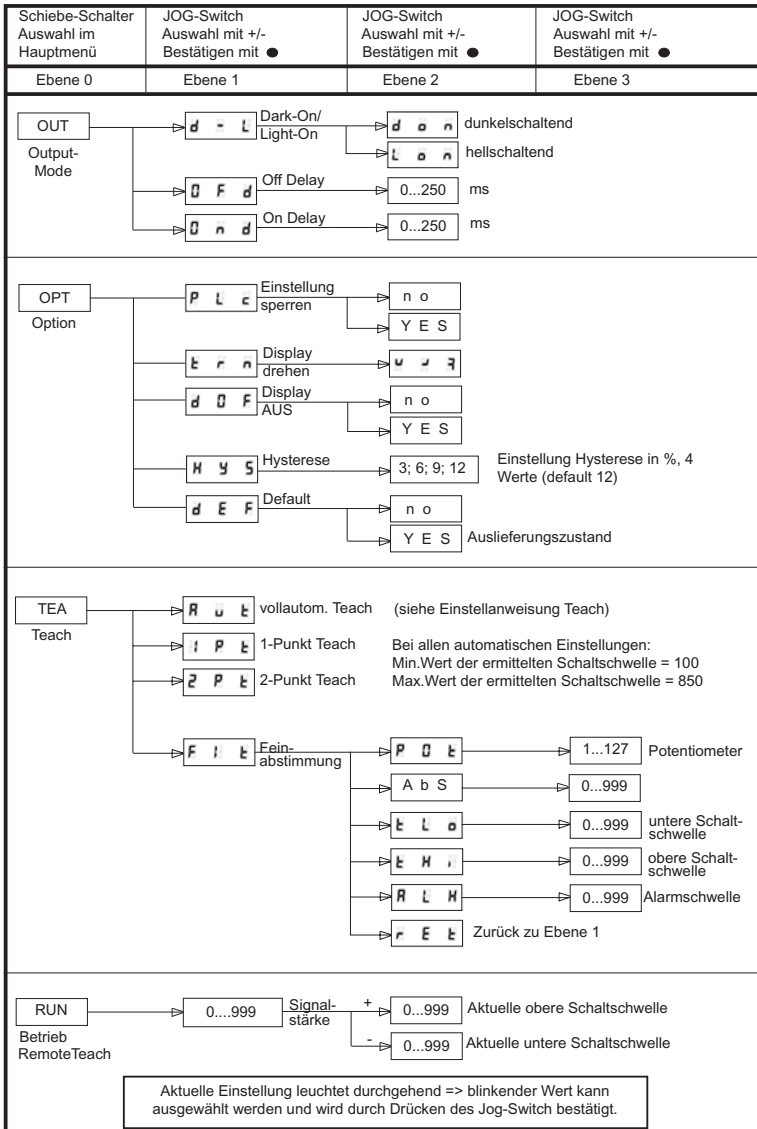 Schiebe-Schalter
Auswahl im
Hauptmenü
JOG-Switch
Auswahl mit +/-
Bestätigen mit ●
JOG-Switch
Auswahl mit +/-
Bestätigen mit ●
JOG-Switch
Auswahl mit +/-
Bestätigen mit ●
Ebene 0
Ebene 1
Ebene 2
Ebene 3
OUT
Output-
Mode
d - L
Dark-On/
Light-On
d o n
dunkelschaltend
L o n
hellschaltend
O F d
Off Delay
0...250
ms
O n d
On Delay
0...250
ms
OPT
Option
P L c
Einstellung
sperren
n o
Y E S
t r n
Display
drehen
d O F
Display
AUS
n o
Y E S
H Y S
Hysterese
3; 6; 9; 12
Einstellung Hysterese in %, 4
Werte (default 12)
d E F
Default
n o
Y E S
Auslieferungszustand
TEA
Teach
A u t
vollautom. Teach
(siehe Einstellanweisung Teach)
1 P t
1-Punkt Teach
Bei allen automatischen Einstellungen:
Min.Wert der ermittelten Schaltschwelle = 100
2 P t
2-Punkt Teach
Max.Wert der ermittelten Schaltschwelle = 850
F I t
Fein-
abstimmung
P O t
1...127
Potentiometer
A b S
0...999
t L o
0...999
untere Schalt-
schwelle
t H i
0...999
obere Schalt-
schwelle
A L H
0...999
Alarmschwelle
r E t
Zurück zu Ebene 1
RUN
Betrieb
RemoteTeach
0....999
Signal-
stärke
+
0...999
Aktuelle obere Schaltschwelle
-
0...999
Aktuelle untere Schaltschwelle
Aktuelle Einstellung leuchtet durchgehend => blinkender Wert kann
ausgewählt werden und wird durch Drücken des Jog-Switch bestätigt.